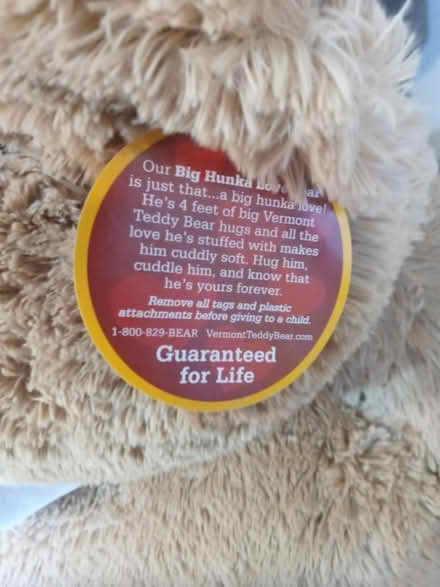 Our Big Hunka
is just that...a big hunka love!
He's 4 feet of big Vermont
Teddy Bear hugs and all the
love he's stuffed with makes
him cuddly soft. Hug him,
cuddle him, and know that
he's yours forever.
Remove all tags and plastic
attachments before giving to a child.
1-800-829-BEAR VermontTeddyBear.com
Guaranteed
for Life